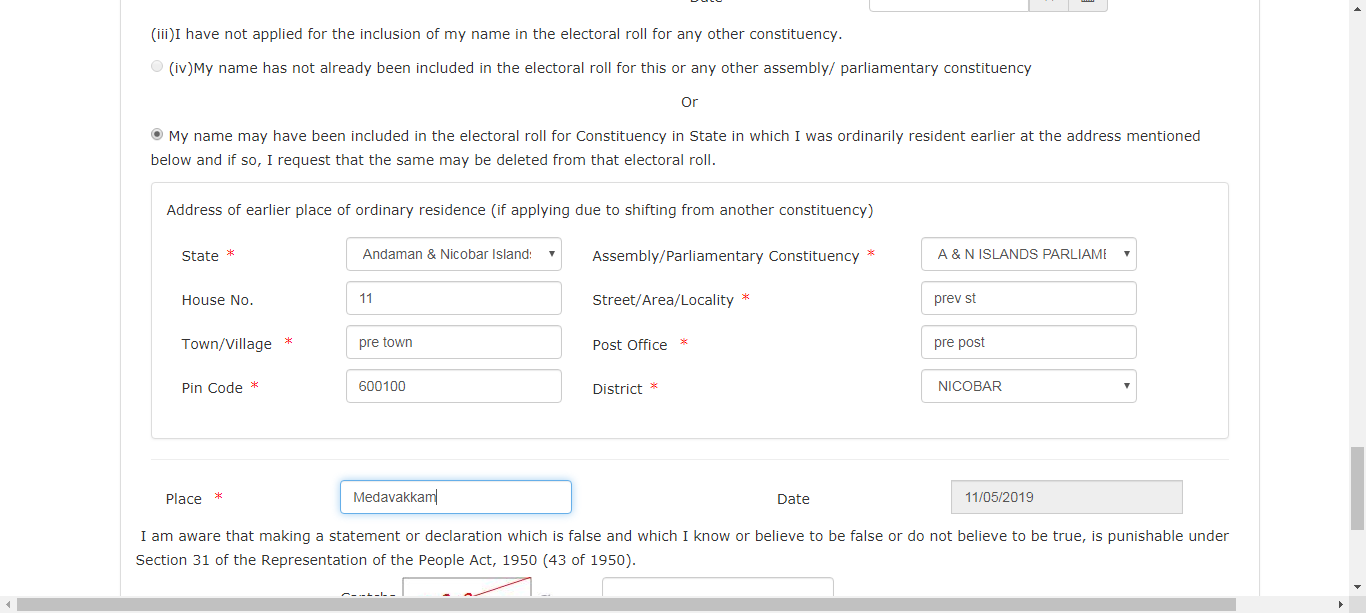 Date
(iii)I have not applied for the inclusion of my name in the electoral roll for any other constituency.
(iv)My name has not already been included in the electoral roll for this or any other assembly/ parliamentary constituency
Or
My name may have been included in the electoral roll for Constituency in State in which I was ordinarily resident earlier at the address mentioned
below and if so, I request that the same may be deleted from that electoral roll.
Address of earlier place of ordinary residence (if applying due to shifting from another constituency)
State * Andaman & Nicobar Islands Assembly/Parliamentary Constituency * A & N ISLANDS PARLIAME
House No. 11 Street/Area/Locality * prev st
Town/Village * pre town Post Office * pre post
Pin Code * 600100 District * NICOBAR
Place * Medavakkam Date 11/05/2019
I am aware that making a statement or declaration which is false and which I know or believe to be false or do not believe to be true, is punishable under
Section 31 of the Representation of the People Act, 1950 (43 of 1950).
Captcha